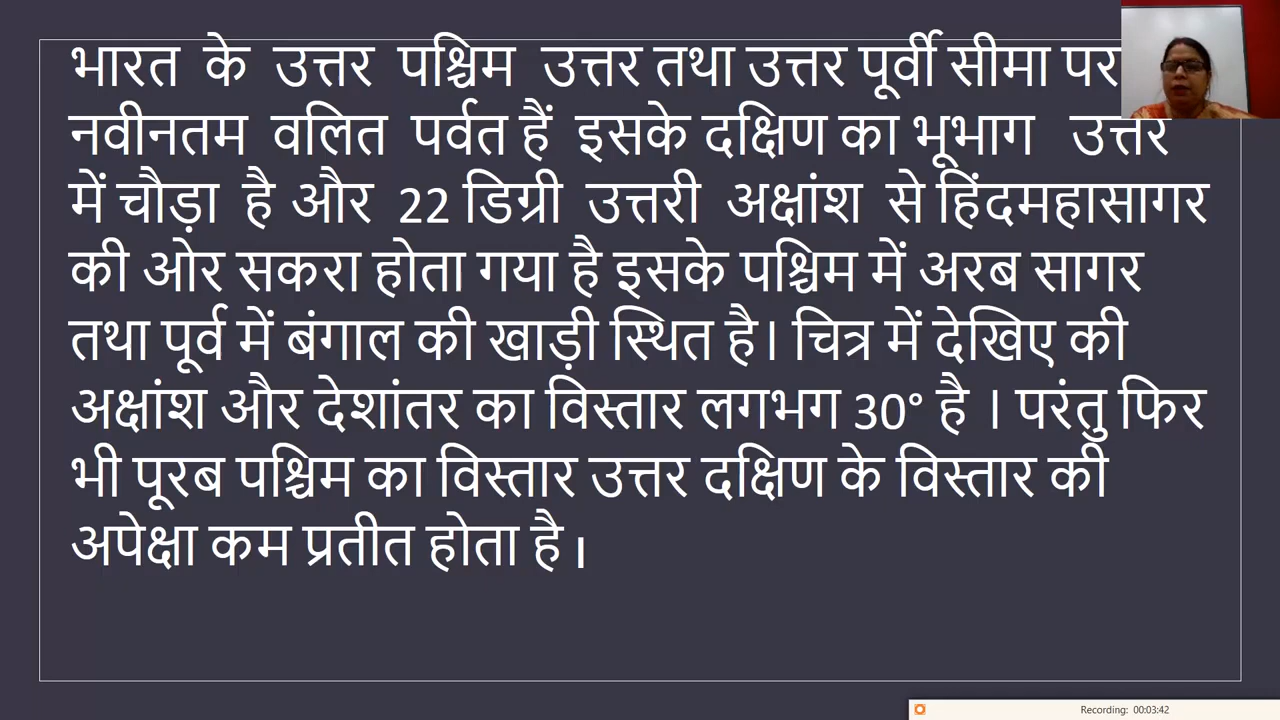 भारत के उत्तर पश्चिम उत्तर तथा उत्तर पूर्वी सीमा पर
नवीनतम वलित पर्वत हैं इसके दक्षिण का भूभाग उत्तर
में चौड़ा है और 22 डिग्री उत्तरी अक्षांश से हिंदमहासागर
की ओर सकरा होता गया है इसके पश्चिम में अरब सागर
तथा पूर्व में बंगाल की खाड़ी स्थित है। चित्र में देखिए की
अक्षांश और देशांतर का विस्तार लगभग 30° है । परंतु फिर
भी पूरब पश्चिम का विस्तार उत्तर दक्षिण के विस्तार की
अपेक्षा कम प्रतीत होता है।
Recording: 00:03:42